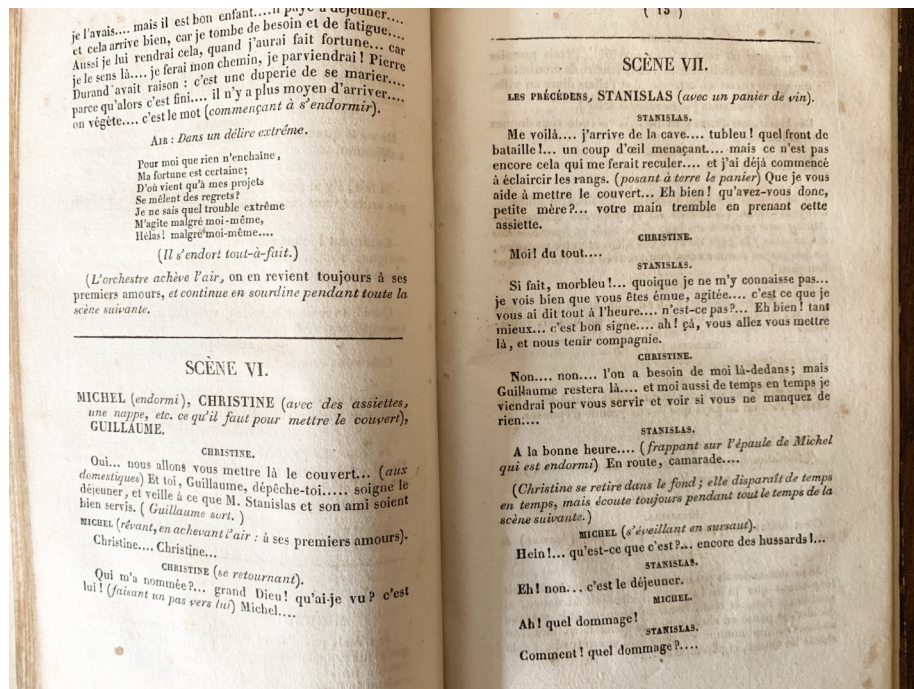 je l'avais.... mais il est bon enfant.... il paye à déjeuner....
et cela arrive bien, car je tombe de besoin et de fatigue....
Aussi je lui rendrai cela, quand j'aurai fait fortune... car
je le sens là.... je ferai mon chemin, je parviendrai ! Pierre
Durand avait raison : c'est une duperie de se marier....
parce qu'alors c'est fini.... il n'y a plus moyen d'arriver....
on végète.... c'est le mot (commençant à s'endormir).
AIR : Dans un délire extrême.
Pour moi que rien n'enchaîne,
Ma fortune est certaine;
D'où vient qu'à mes projets
Se mêlent des regrets?
Je ne sais quel trouble extrême
M'agite malgré moi-même,
Hélas! malgré moi-même....
(Il s'endort tout-à-fait.)
(L'orchestre achève l'air, on en revient toujours à ses
premiers amours, et continue en sourdine pendant toute la
scène suivante.
SCÈNE VI.
MICHEL (endormi), CHRISTINE (avec des assiettes,
une nappe, etc. ce qu'il faut pour mettre le couvert),
GUILLAUME.
CHRISTINE.
Oui... nous allons vous mettre là le couvert... (aux
domestiques) Et toi, Guillaume, dépêche-toi..... soigne le
déjeuner, et veille à ce que M. Stanislas et son ami soient
bien servis. ( Guillaume sort. )
MICHEL (rêvant, en achevant l'air : à ses premiers amours).
Christine.... Christine...
CHRISTINE (se retournant).
Qui m'a nommée?... grand Dieu! qu'ai-je vu? c'est
lui! (faisant un pas vers lui) Michel....
( 13 )
SCÈNE VII.
LES PRÉCÉDENS, STANISLAS (avec un panier de vin).
STANISLAS.
Me voilà.... j'arrive de la cave.... tubleu ! quel front de
bataille!... un coup d'œil menaçant.... mais ce n'est pas
encore cela qui me ferait reculer.... et j'ai déjà commencé
à éclaircir les rangs. (posant à terre le panier) Que je vous
aide à mettre le couvert... Eh bien! qu'avez-vous donc,
petite mère?... votre main tremble en prenant cette
assiette.
CHRISTINE.
Moi! du tout....
STANISLAS.
Si fait, morbleu!... quoique je ne m'y connaisse pas...
je vois bien que vous êtes émue, agitée.... c'est ce que je
vous ai dit tout à l'heure.... n'est-ce pas?... Eh bien! tant
mieux... c'est bon signe.... ah! çà, vous allez vous mettre
là, et nous tenir compagnie.
CHRISTINE.
Non.... non.... l'on a besoin de moi là-dedans; mais
Guillaume restera là.... et moi aussi de temps en temps je
viendrai pour vous servir et voir si vous ne manquez de
rien....
STANISLAS.
A la bonne heure.... (frappant sur l'épaule de Michel
qui est endormi) En route, camarade....
(Christine se retire dans le fond ; elle disparaît de temps
en temps, mais écoute toujours pendant tout le temps de la
scène suivante.)
MICHEL (s'éveillant en sursaut).
Hein!... qu'est-ce que c'est?... encore des hussards!...
STANISLAS.
Eh! non... c'est le déjeuner.
MICHEL.
Ah! quel dommage!
STANISLAS.
Comment! quel dommage?....